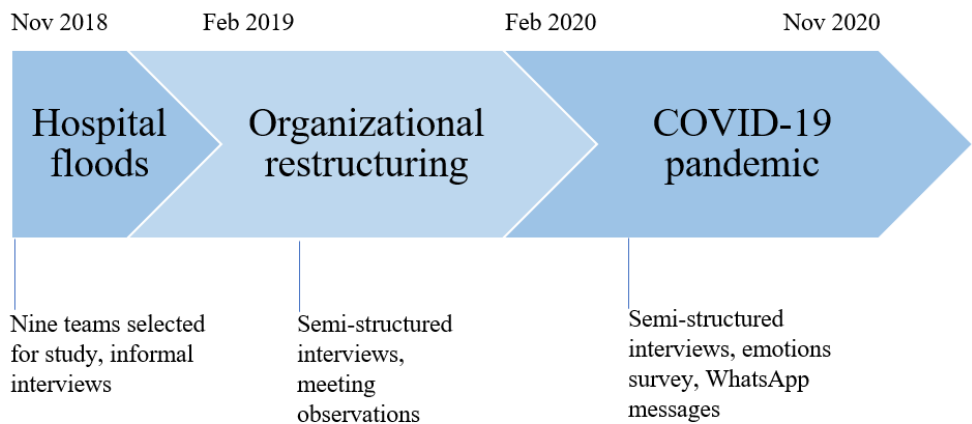 Nov 2018
Feb 2019
Feb 2020
Nov 2020
Hospital
floods
Organizational
restructuring
COVID-19
pandemic
Nine teams selected
for study, informal
interviews
Semi-structured
interviews,
meeting
observations
Semi-structured
interviews, emotions
survey, WhatsApp
messages